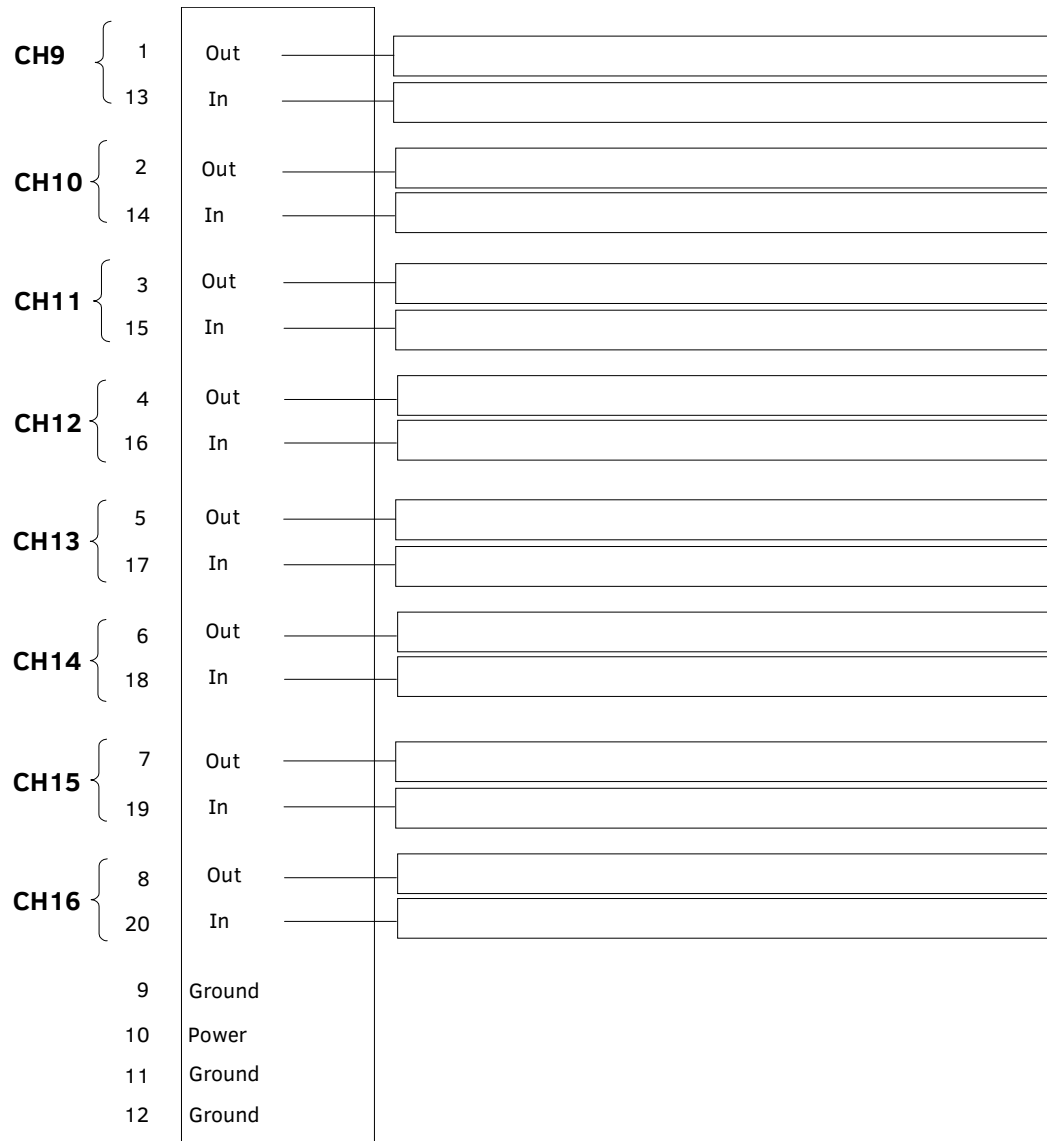 CH9 1 Out
13 In
CH10 2 Out
14 In
CH11 3 Out
15 In
CH12 4 Out
16 In
CH13 5 Out
17 In
CH14 6 Out
18 In
CH15 7 Out
19 In
CH16 8 Out
20 In
9 Ground
10 Power
11 Ground
12 Ground